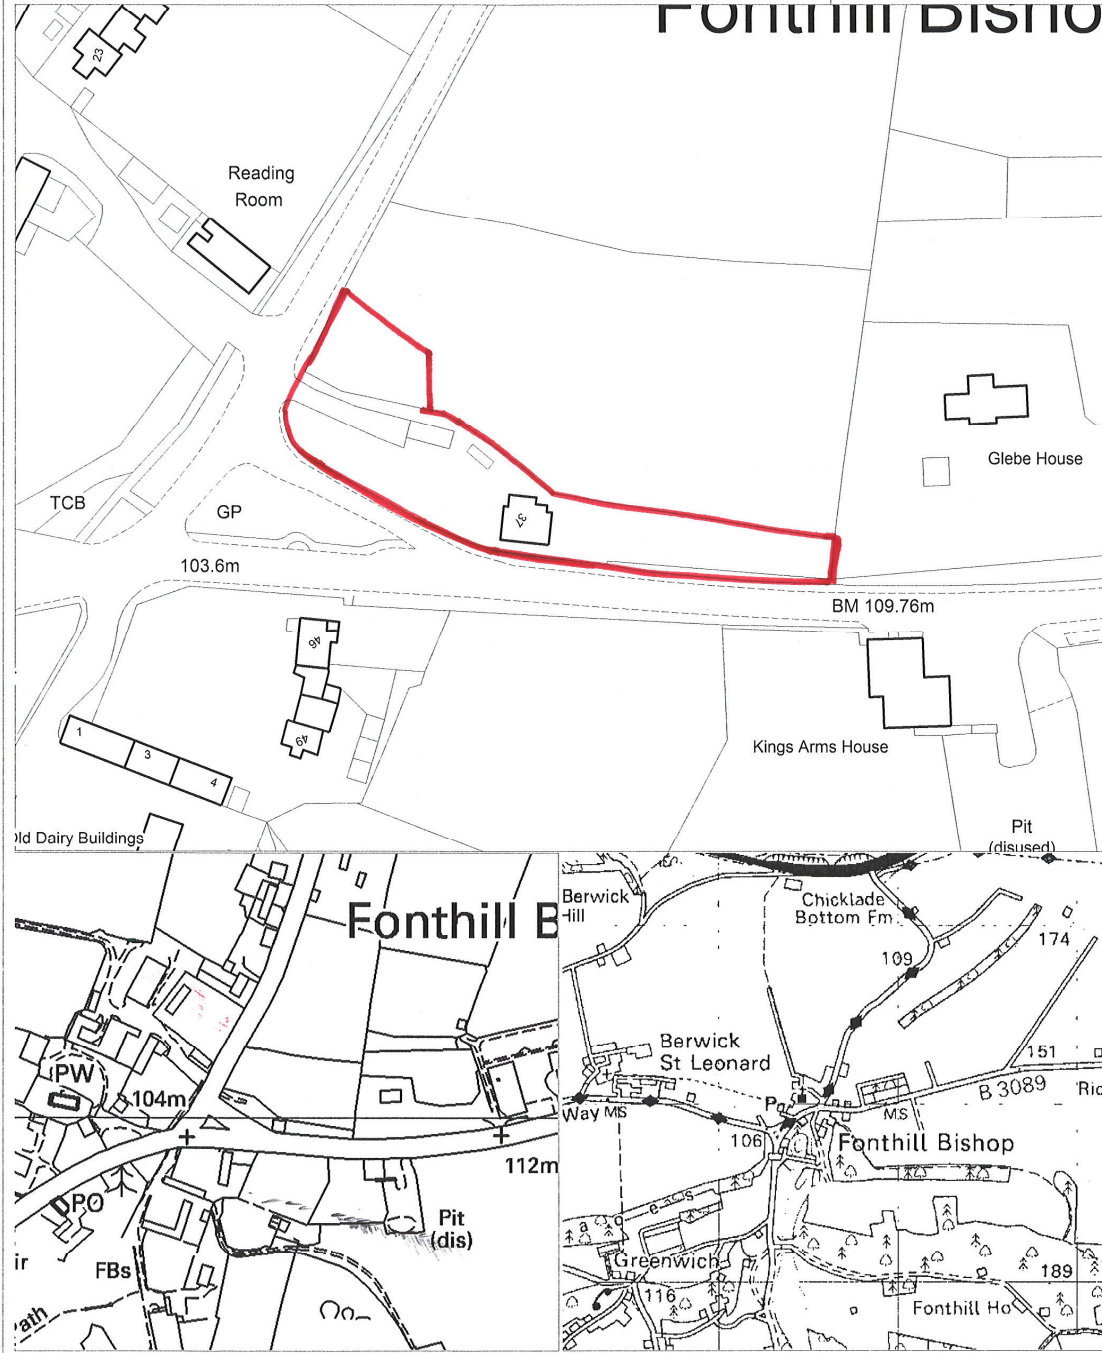 Fonthill Bisho
23
Reading
Room
Glebe House
TCB
GP
37
103.6m
BM 109.76m
46
49
1
3
4
Kings Arms House
Old Dairy Buildings
Pit
(disused)
Fonthill B
PW
104m
112m
PO
Pit
(dis)
FBs
ath
Berwick
Hill
Chicklade
Bottom Fm
174
109
Berwick
St Leonard
151
B 3089
Way MS
P
MS
106
Fonthill Bishop
Greenwich
116
189
Fonthill Ho